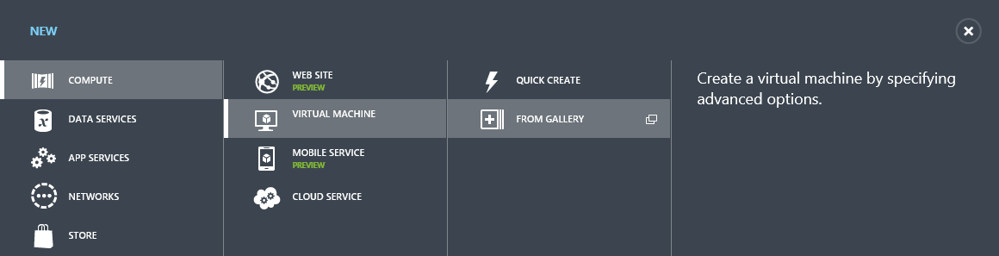 NEW
COMPUTE
DATA SERVICES
APP SERVICES
NETWORKS
STORE
WEB SITE
PREVIEW
VIRTUAL MACHINE
MOBILE SERVICE
PREVIEW
CLOUD SERVICE
QUICK CREATE
FROM GALLERY
Create a virtual machine by specifying
advanced options.